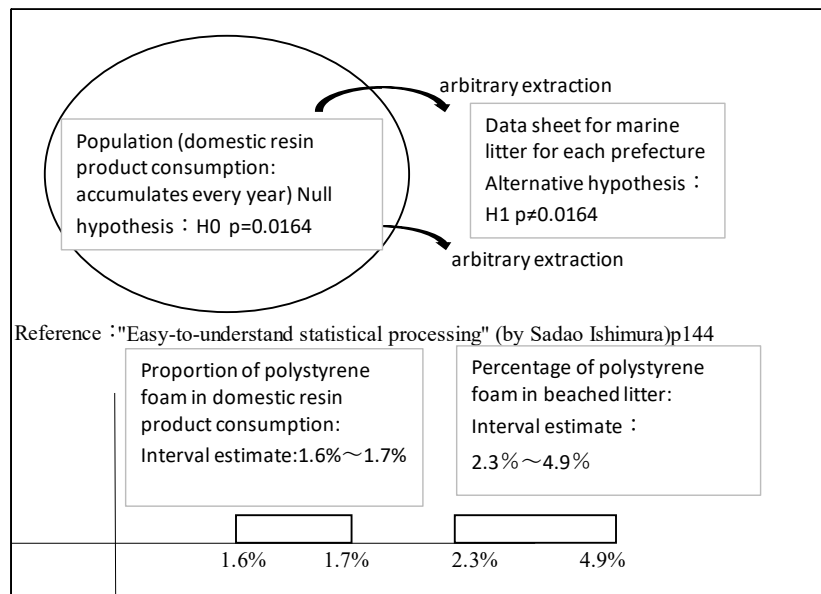 arbitrary extraction
Population (domestic resin
product consumption:
accumulates every year) Null
hypothesis：H0 p=0.0164
Data sheet for marine
litter for each prefecture
Alternative hypothesis：
H1 p≠0.0164
arbitrary extraction
Reference："Easy-to-understand statistical processing" (by Sadao Ishimura)p144
Proportion of polystyrene
foam in domestic resin
product consumption:
Interval estimate:1.6%～1.7%
Percentage of polystyrene
foam in beached litter:
Interval estimate：
2.3％～4.9％
1.6%
1.7%
2.3%
4.9%